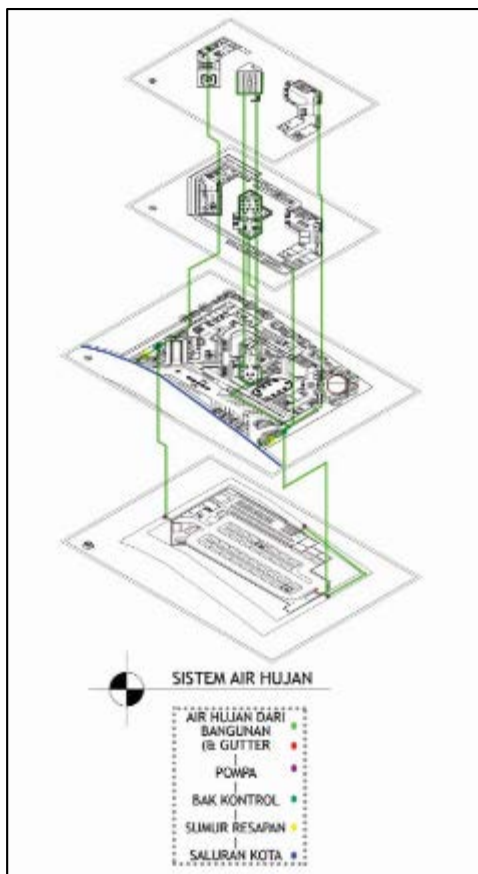 SISTEM AIR HUJAN
AIR HUJAN DARI
BANGUNAN
(& GUTTER
POMPA
BAK KONTROL
SUMUR RESAPAN
SALURAN KOTA